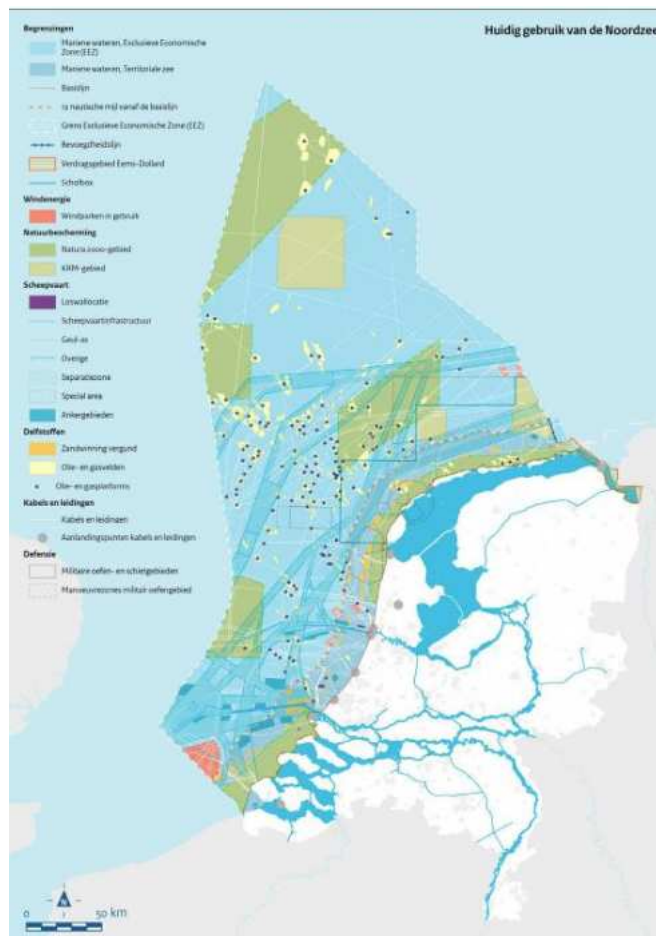 Huidig gebruik van de Noordzee
Begrenzingen
Mariene wateren, Exclusieve Economische
Zone (EEZ)
Mariene wateren, Territoriale zee
Basislijn
12 nautische mijl vanaf de basislijn
Grens Exclusieve Economische Zone (EEZ)
Bevoegdheidslijn
Verdragsgebied Eems-Dollard
Scholbox
Windenergie
Windparken in gebruik
Natuurbescherming
Natura 2000-gebied
KRM-gebied
Scheepvaart
Loswallocatie
Scheepvaartinfrastructuur
Geul-as
Overige
Separatiezone
Special area
Ankergebieden
Delfstoffen
Zandwinning vergund
Olie- en gasvelden
Olie- en gasplatforms
Kabels en leidingen
Kabels en leidingen
Aanlandingspunten kabels en leidingen
Defensie
Militaire oefen- en schietgebieden
Manoeuvrezones militair oefengebied
N
0 50 km